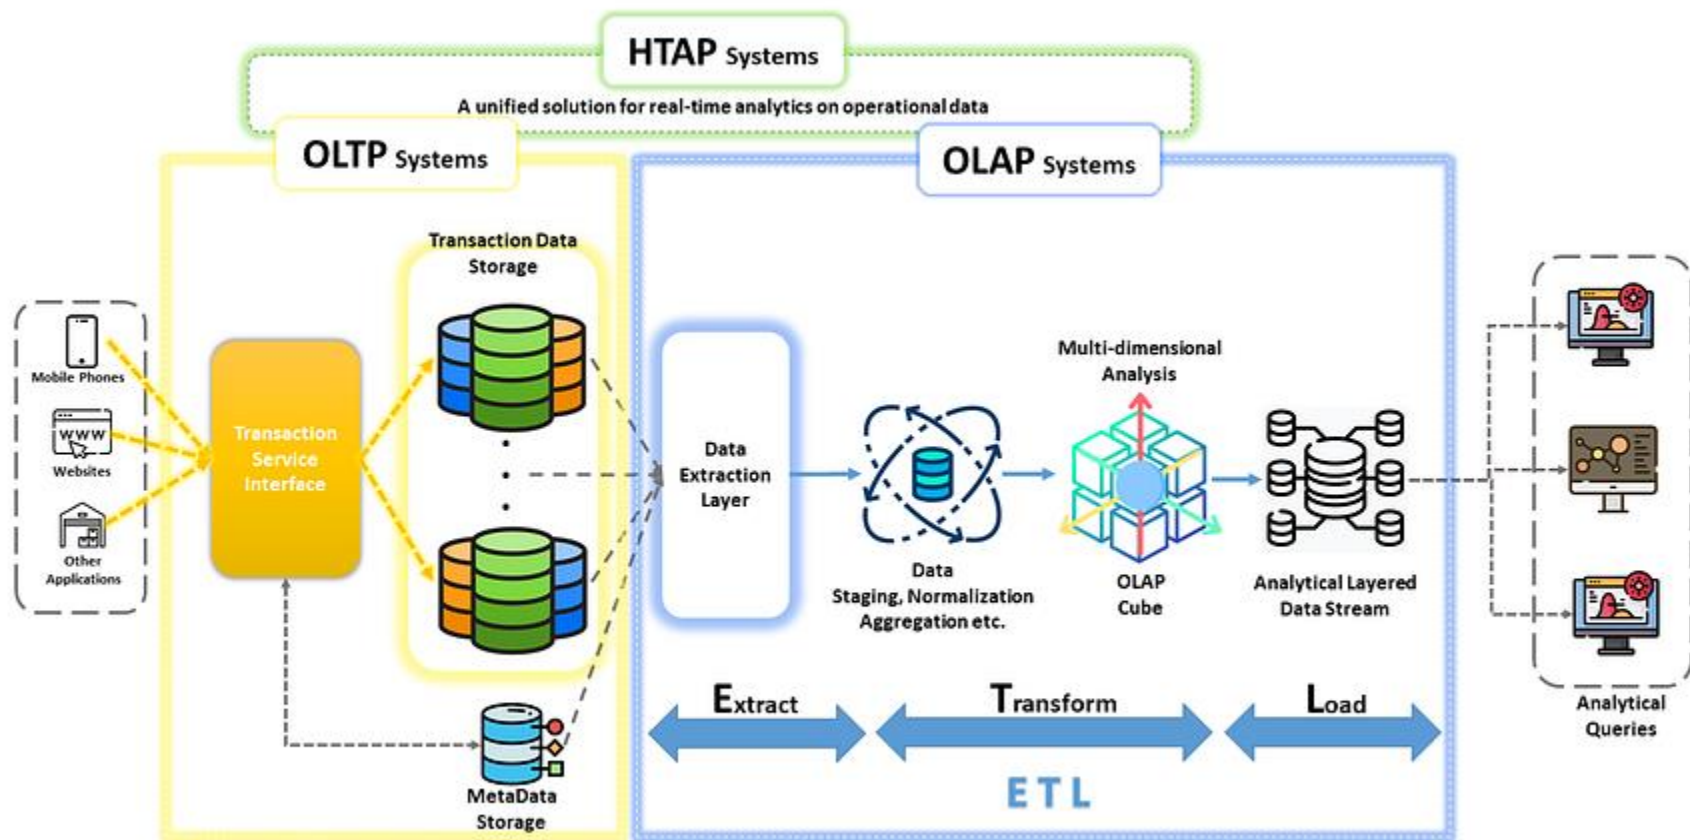 HTAP Systems
A unified solution for real-time analytics on operational data
OLTP Systems
OLAP Systems
Transaction Data
Storage
Mobile Phones
WWW
Websites
Other
Applications
Transaction
Service
Interface
MetaData
Storage
Data
Extraction
Layer
Data
Staging, Normalization
Aggregation etc.
Multi-dimensional
Analysis
OLAP
Cube
Analytical Layered
Data Stream
Extract
Transform
Load
ETL
Analytical
Queries